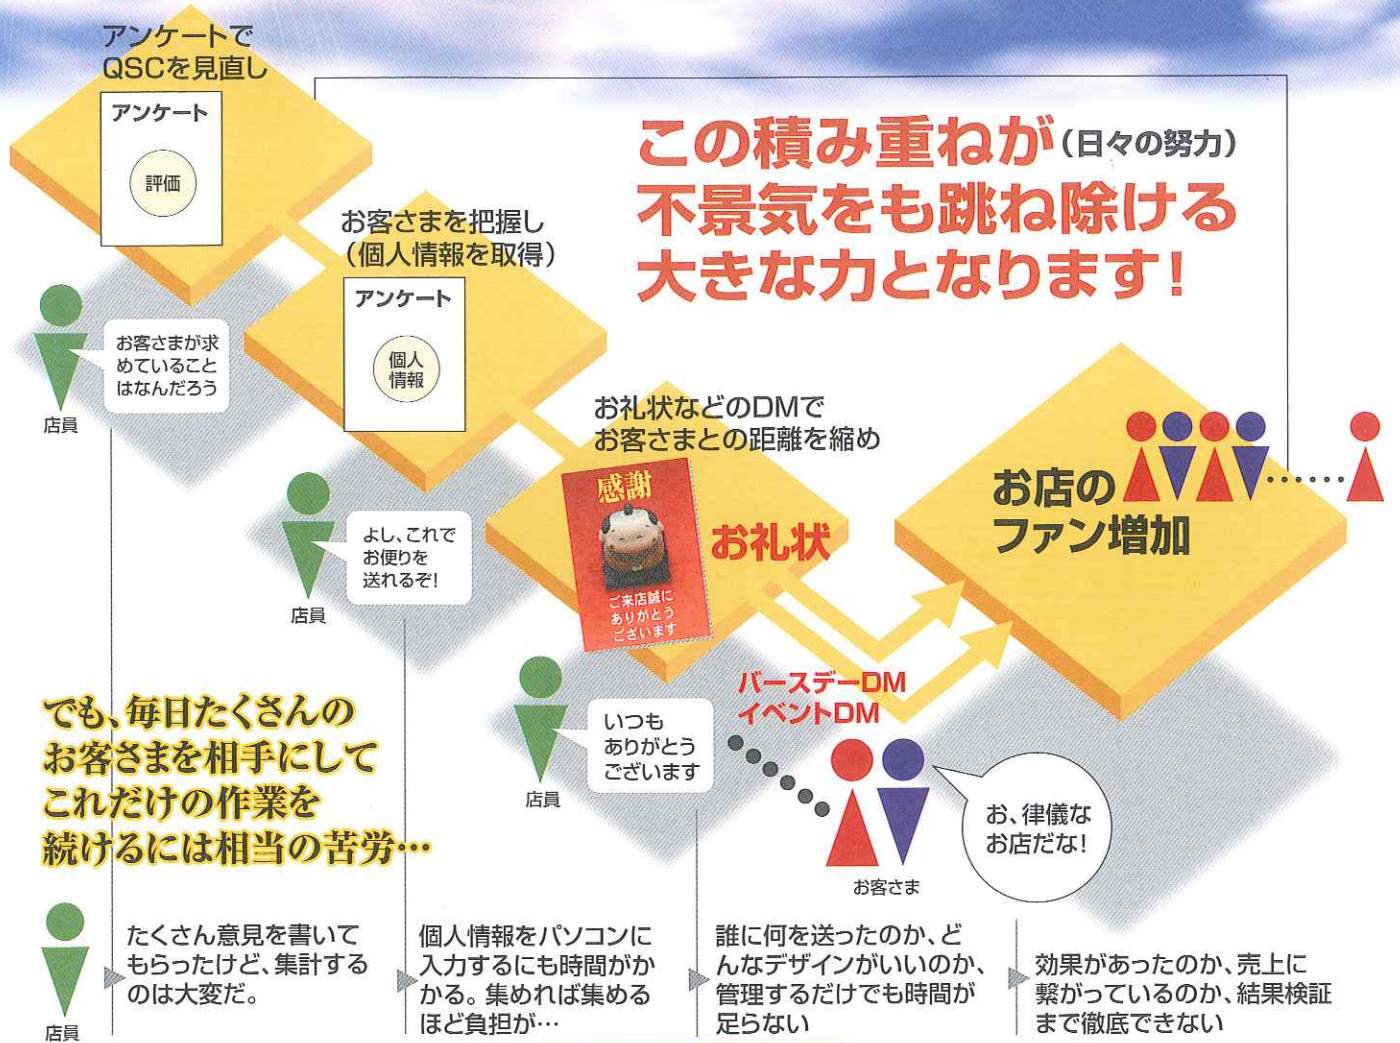 アンケートで
QSCを見直し
アンケート
評価
お客さまが求
めていること
はなんだろう
店員
この積み重ねが(日々の努力)
不景気をも跳ね除ける
大きな力となります!
お客さまを把握し
(個人情報を取得)
アンケート
個人
情報
よし、これで
お便りを
送れるぞ!
店員
お礼状などのDMで
お客さまとの距離を縮め
感謝
ご来店誠に
ありがとう
ございます
お礼状
いつも
ありがとう
ございます
店員
お店の
ファン増加
バースデーDM
イベントDM
お、律儀な
お店だな!
お客さま
でも、毎日たくさんの
お客さまを相手にして
これだけの作業を
続けるには相当の苦労…
店員
たくさん意見を書いて
もらったけど、集計する
のは大変だ。
個人情報をパソコンに
入力するにも時間がか
かる。集めれば集める
ほど負担が…
誰に何を送ったのか、ど
んなデザインがいいのか、
管理するだけでも時間が
足らない
効果があったのか、売上に
繋がっているのか、結果検証
まで徹底できない